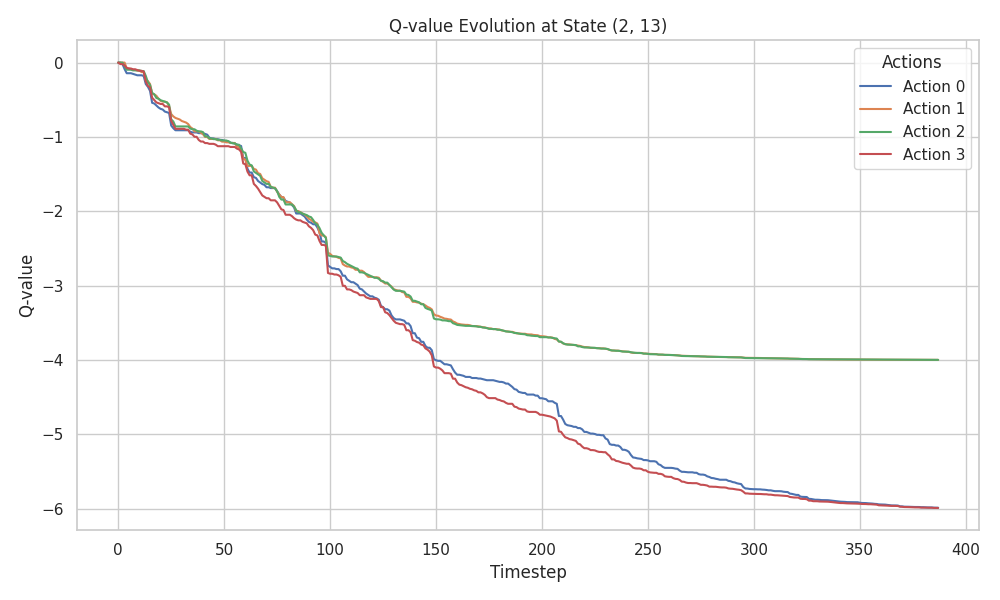 Q-value Evolution at State (2, 13)
Actions
Action 0
Action 1
Action 2
Action 3
Q-value
0
−1
−2
−3
−4
−5
−6
0 50 100 150 200 250 300 350 400
Timestep